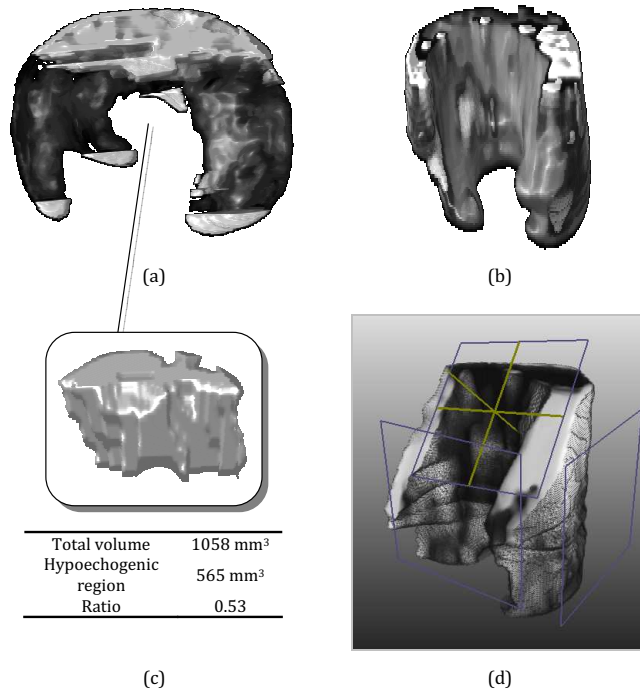 (a)
(b)
Total volume 1058 mm³
Hypoechogenic
region 565 mm³
Ratio 0.53
(c)
(d)